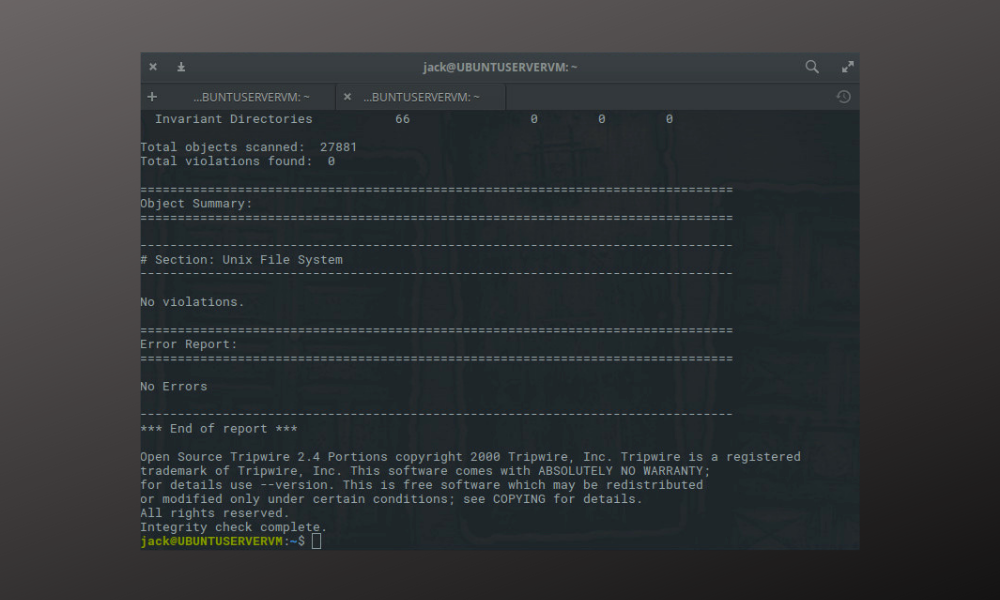 jack@UBUNTUSERVERVM: ~
...BUNTUSERVERVM: ~ ...BUNTUSERVERVM: ~
Invariant Directories 66 0 0 0
Total objects scanned: 27881
Total violations found: 0
===============================================================================
Object Summary:
===============================================================================
-------------------------------------------------------------------------------
# Section: Unix File System
-------------------------------------------------------------------------------
No violations.
===============================================================================
Error Report:
===============================================================================
No Errors
-------------------------------------------------------------------------------
*** End of report ***
Open Source Tripwire 2.4 Portions copyright 2000 Tripwire, Inc. Tripwire is a registered
trademark of Tripwire, Inc. This software comes with ABSOLUTELY NO WARRANTY;
for details use --version. This is free software which may be redistributed
or modified only under certain conditions; see COPYING for details.
All rights reserved.
Integrity check complete.
jack@UBUNTUSERVERVM:~$